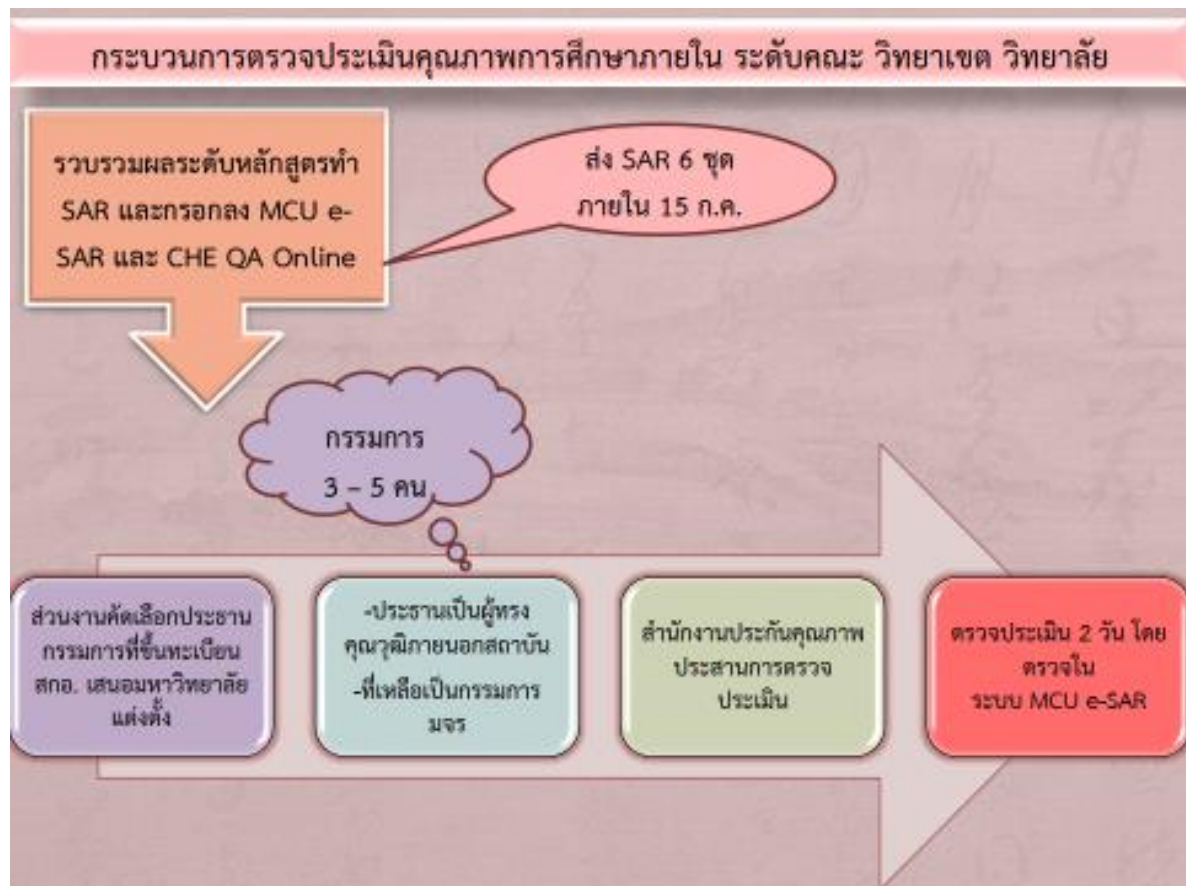 กระบวนการตรวจประเมินคุณภาพการศึกษาภายใน ระดับคณะ วิทยาเขต วิทยาลัย
รวบรวมผลระดับหลักสูตรทำ
SAR และกรอกลง MCU e-
SAR และ CHE QA Online
ส่ง SAR 6 ชุด
ภายใน 15 ก.ค.
กรรมการ
3 – 5 คน
ส่วนงานคัดเลือกประธาน
กรรมการที่ขึ้นทะเบียน
สกอ. เสนอมหาวิทยาลัย
แต่งตั้ง
-ประธานเป็นผู้ทรง
คุณวุฒิภายนอกสถาบัน
-ที่เหลือเป็นกรรมการ
มจร
สำนักงานประกันคุณภาพ
ประสานการตรวจ
ประเมิน
ตรวจประเมิน 2 วัน โดย
ตรวจใน
ระบบ MCU e-SAR